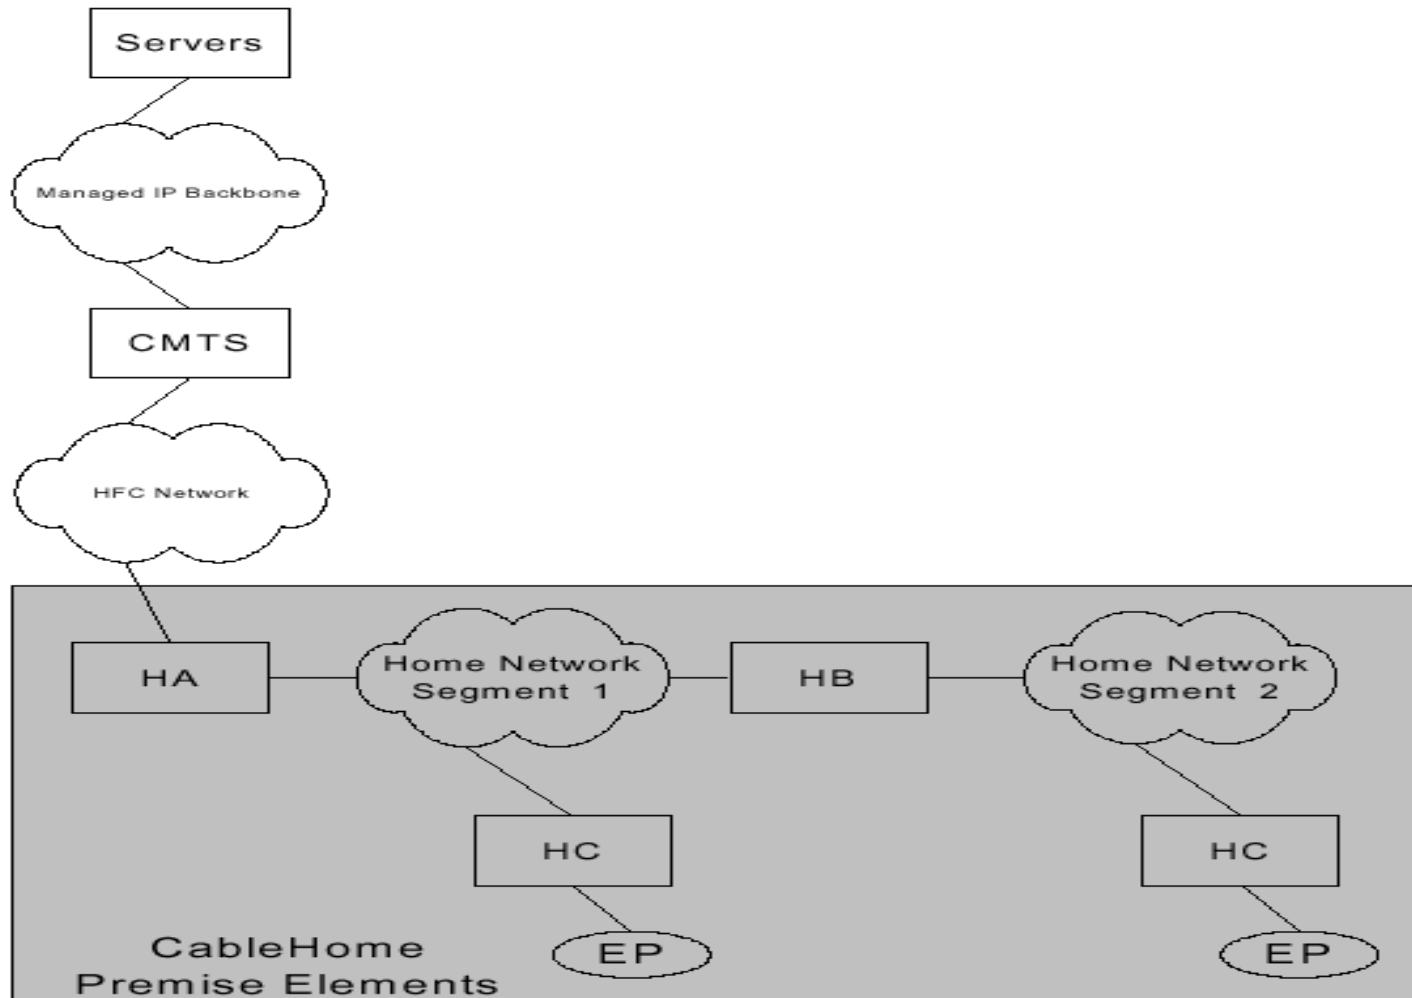 Servers
Managed IP Backbone
CMTS
HFC Network
HA
Home Network
Segment 1
HB
Home Network
Segment 2
HC
HC
EP
EP
CableHome
Premise Elements